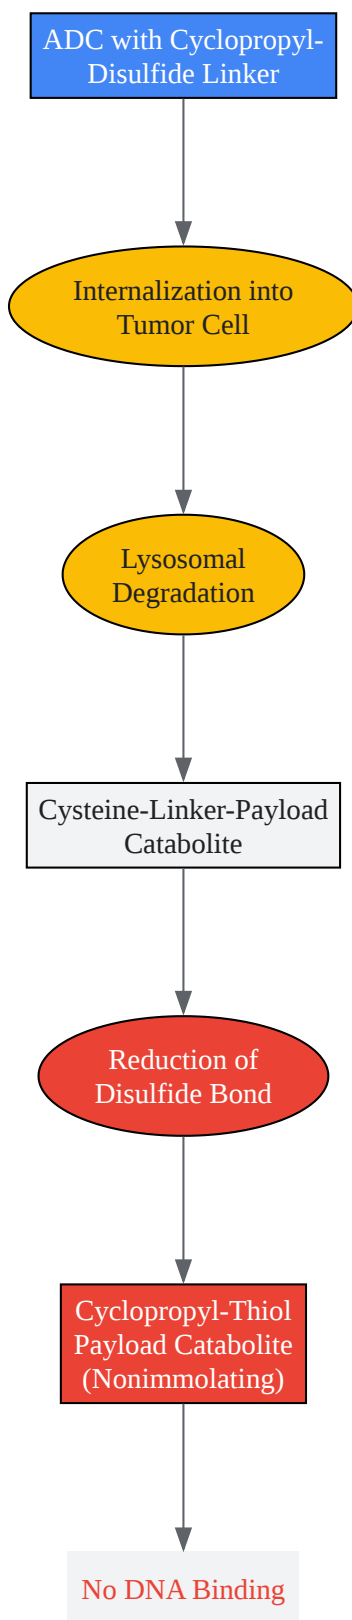 ADC with Cyclopropyl-
Disulfide Linker
Internalization into
Tumor Cell
Lysosomal
Degradation
Cysteine-Linker-Payload
Catabolite
Reduction of
Disulfide Bond
Cyclopropyl-Thiol
Payload Catabolite
(Nonimmolating)
No DNA Binding